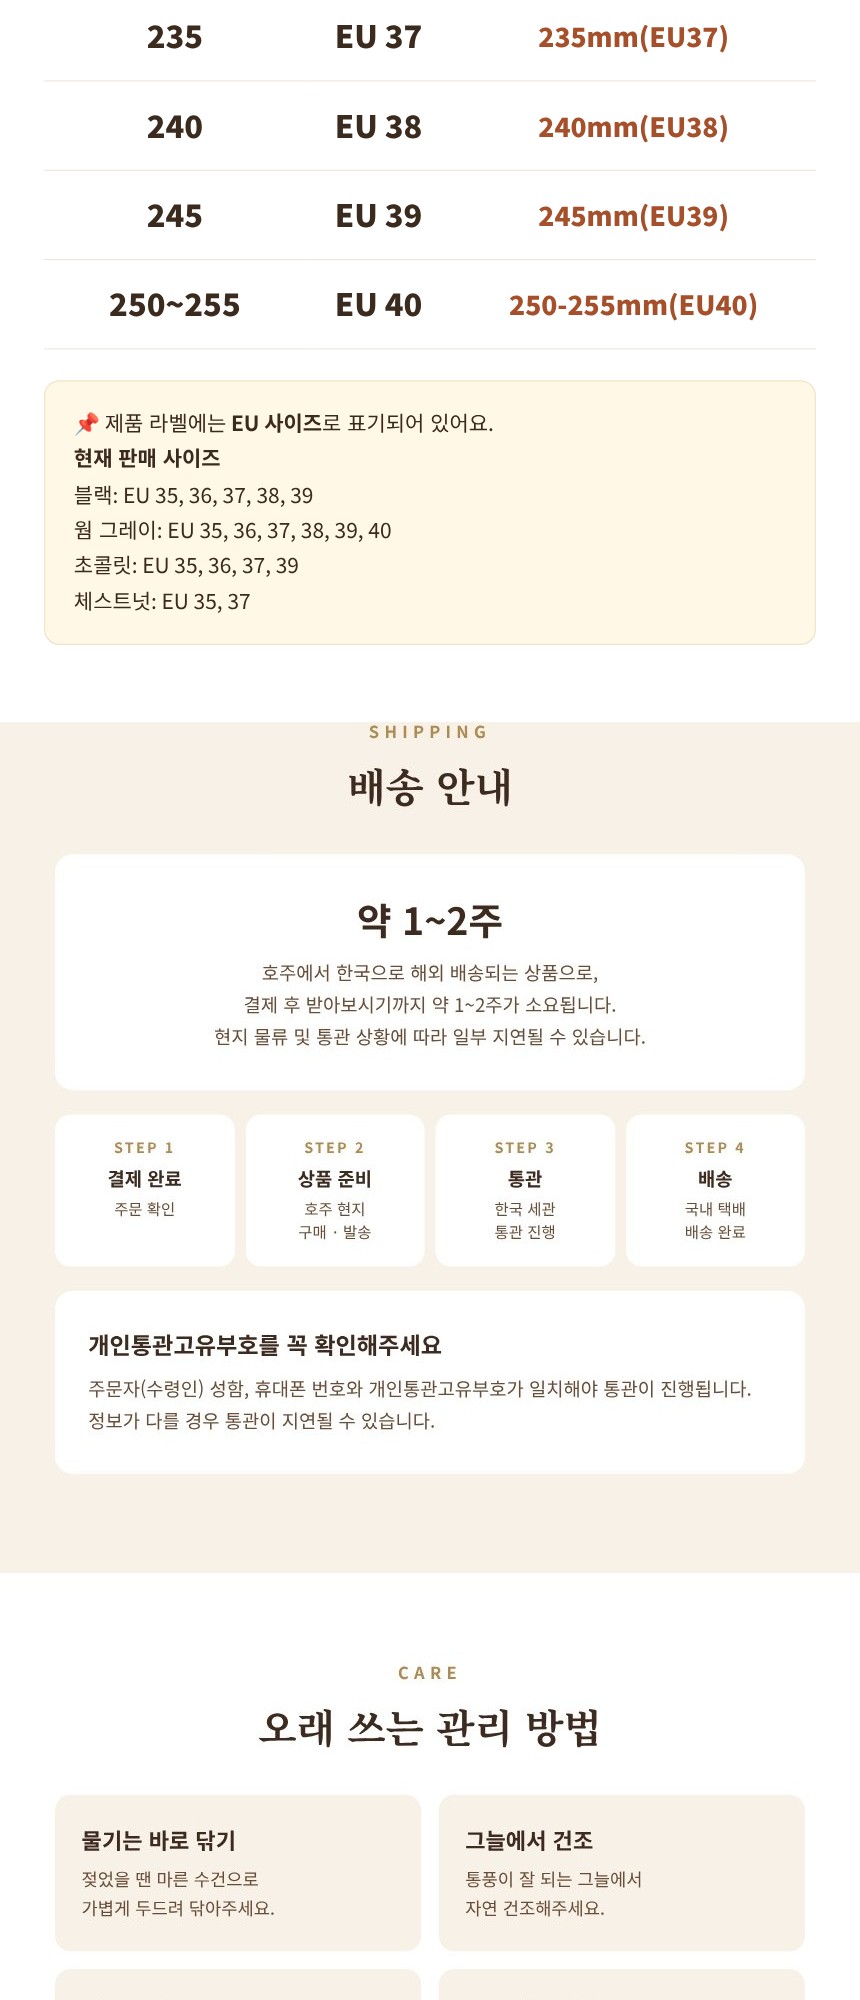 235 EU 37 235mm(EU37)
240 EU 38 240mm(EU38)
245 EU 39 245mm(EU39)
250~255 EU 40 250-255mm(EU40)
📌 제품 라벨에는 EU 사이즈로 표기되어 있어요.
현재 판매 사이즈
블랙: EU 35, 36, 37, 38, 39
웜 그레이: EU 35, 36, 37, 38, 39, 40
초콜릿: EU 35, 36, 37, 39
체스트넛: EU 35, 37
SHIPPING
배송 안내
약 1~2주
호주에서 한국으로 해외 배송되는 상품으로,
결제 후 받아보시기까지 약 1~2주가 소요됩니다.
현지 물류 및 통관 상황에 따라 일부 지연될 수 있습니다.
STEP 1
결제 완료
주문 확인
STEP 2
상품 준비
호주 현지
구매 · 발송
STEP 3
통관
한국 세관
통관 진행
STEP 4
배송
국내 택배
배송 완료
개인통관고유부호를 꼭 확인해주세요
주문자(수령인) 성함, 휴대폰 번호와 개인통관고유부호가 일치해야 통관이 진행됩니다.
정보가 다를 경우 통관이 지연될 수 있습니다.
CARE
오래 쓰는 관리 방법
물기는 바로 닦기
젖었을 땐 마른 수건으로
가볍게 두드려 닦아주세요.
그늘에서 건조
통풍이 잘 되는 그늘에서
자연 건조해주세요.